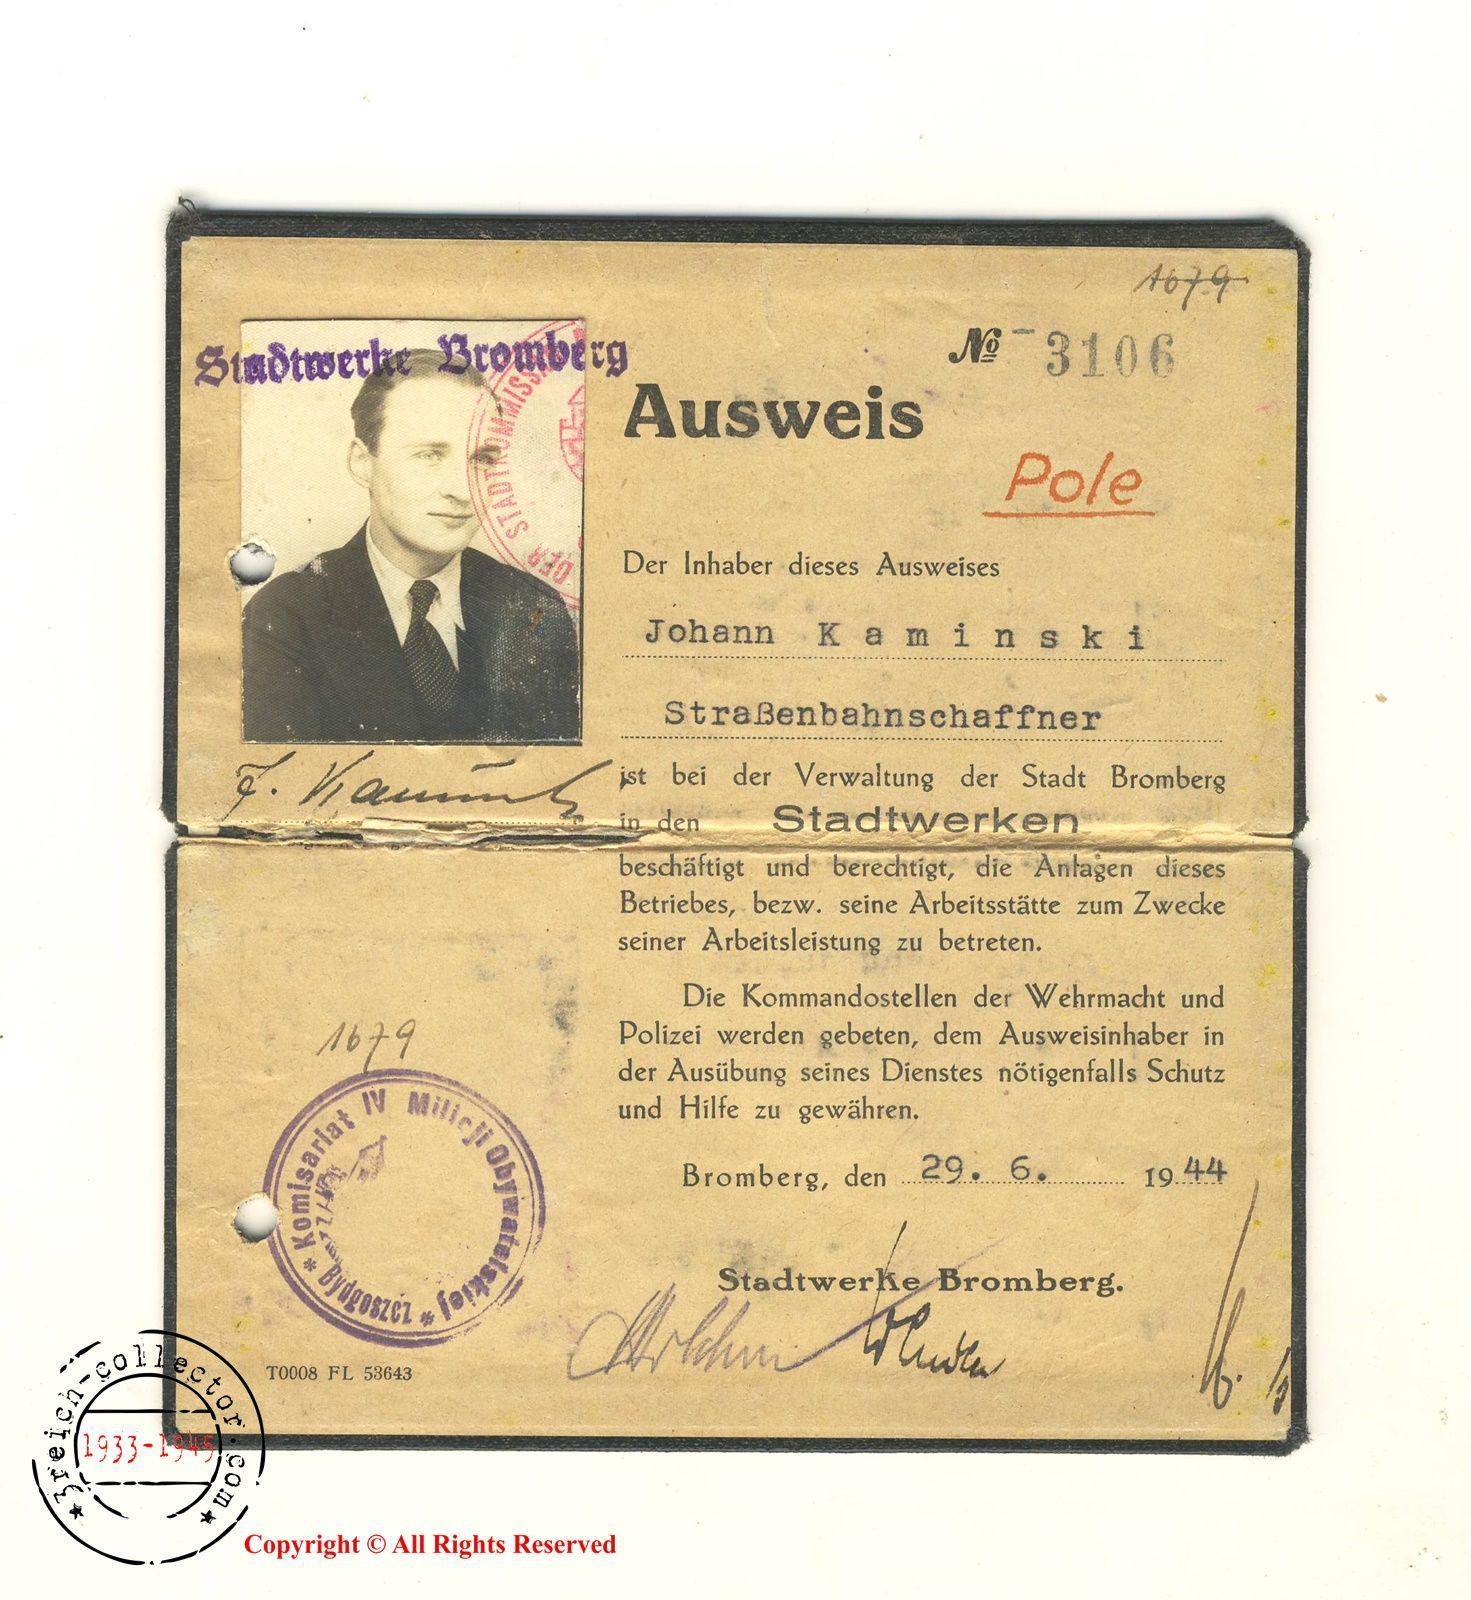 1679
Stadtwerke Bromberg
DER STADTKOMMISSAR
№ 3106
Ausweis
Pole
Der Inhaber dieses Ausweises
Johann Kaminski
Straßenbahnschaffner
J. Kaminski
ist bei der Verwaltung der Stadt Bromberg
in den Stadtwerken
beschäftigt und berechtigt, die Anlagen dieses
Betriebes, bezw. seine Arbeitsstätte zum Zwecke
seiner Arbeitsleistung zu betreten.
Die Kommandostellen der Wehrmacht und
Polizei werden gebeten, dem Ausweisinhaber in
der Ausübung seines Dienstes nötigenfalls Schutz
und Hilfe zu gewähren.
1679
Komisariat IV Milicji Obywatelskiej
* Bydgoszcz *
Bromberg, den 29. 6. 1944
Stadtwerke Bromberg.
T0008 FL 53643
* 3reich-collector.com *
1933-1945
Copyright © All Rights Reserved